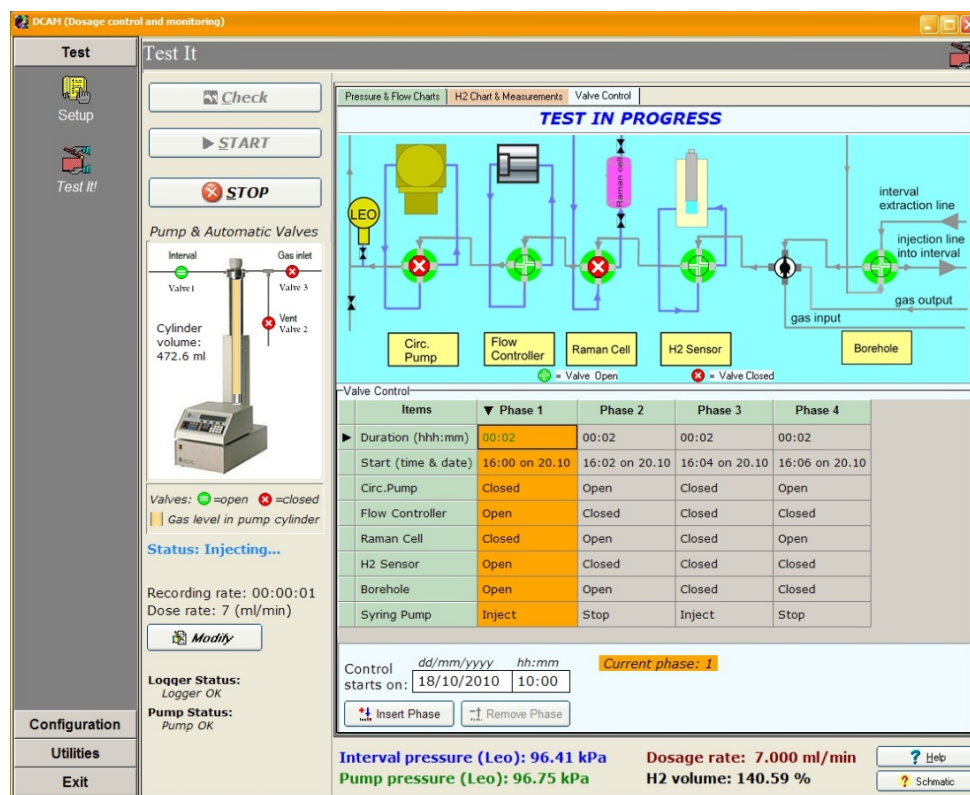 DCAM (Dosage control and monitoring)
Test
Setup
Test It!
Configuration
Utilities
Exit
Test It
Check
START
STOP
Pump & Automatic Valves
Interval
Gas inlet
Valve1
Valve 3
Vent
Valve 2
Cylinder
volume:
472.6 ml
Valves: =open =closed
Gas level in pump cylinder
Status: Injecting...
Recording rate: 00:00:01
Dose rate: 7 (ml/min)
Modify
Logger Status:
Logger OK
Pump Status:
Pump OK
Pressure & Flow Charts H2 Chart & Measurements Valve Control
TEST IN PROGRESS
LEO
Raman cell
interval
extraction line
injection line
into interval
gas output
gas input
Circ.
Pump
Flow
Controller
Raman Cell
H2 Sensor
Borehole
= Valve Open = Valve Closed
Valve Control
Items ▼ Phase 1 Phase 2 Phase 3 Phase 4
Duration (hhh:mm) 00:02 00:02 00:02 00:02
Start (time & date) 16:00 on 20.10 16:02 on 20.10 16:04 on 20.10 16:06 on 20.10
Circ.Pump Closed Open Closed Open
Flow Controller Open Closed Closed Closed
Raman Cell Closed Open Closed Open
H2 Sensor Open Closed Closed Closed
Borehole Open Open Closed Closed
Syring Pump Inject Stop Inject Stop
Control
starts on:
dd/mm/yyyy hh:mm
18/10/2010 10:00
Current phase: 1
Insert Phase Remove Phase
Interval pressure (Leo): 96.41 kPa Dosage rate: 7.000 ml/min
Pump pressure (Leo): 96.75 kPa H2 volume: 140.59 %
Help
Schmatic